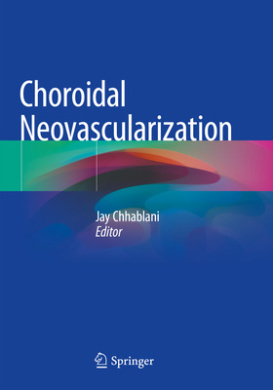 Choroidal
Neovascularization
Jay Chhablani
Editor
Springer